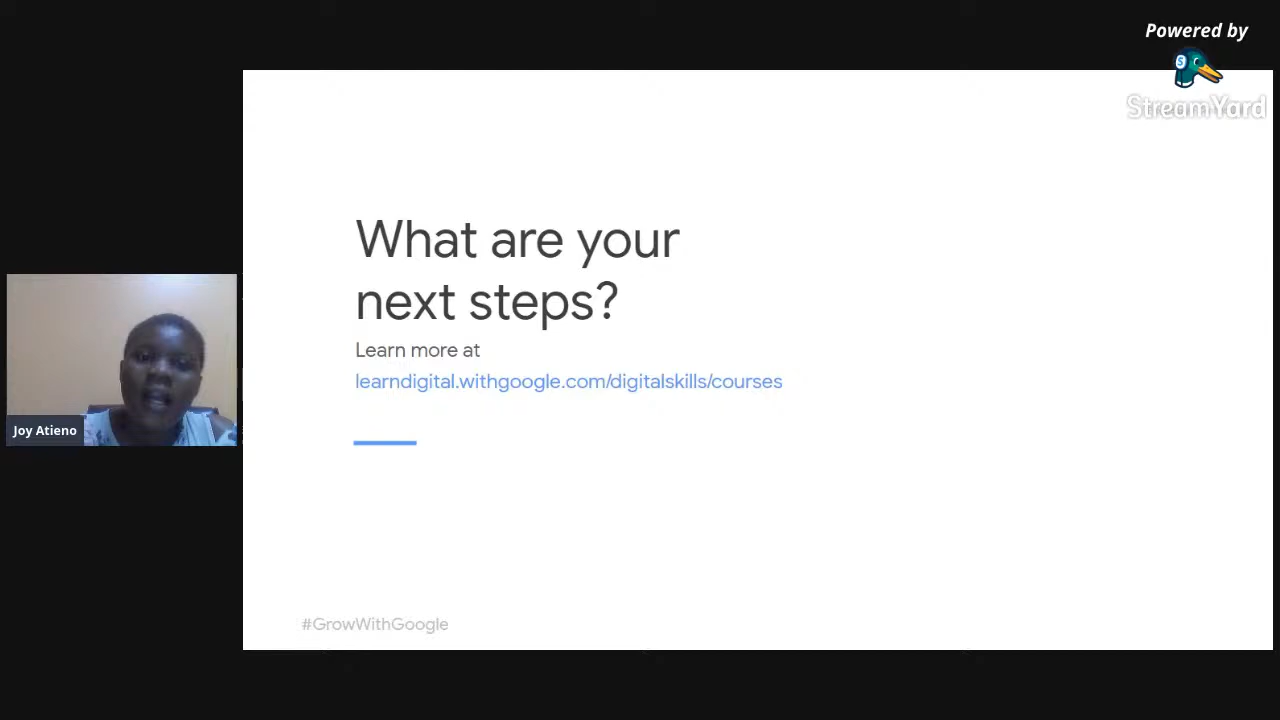 Powered by
StreamYard
What are your
next steps?
Learn more at
learndigital.withgoogle.com/digitalskills/courses
Joy Atieno
#GrowWithGoogle